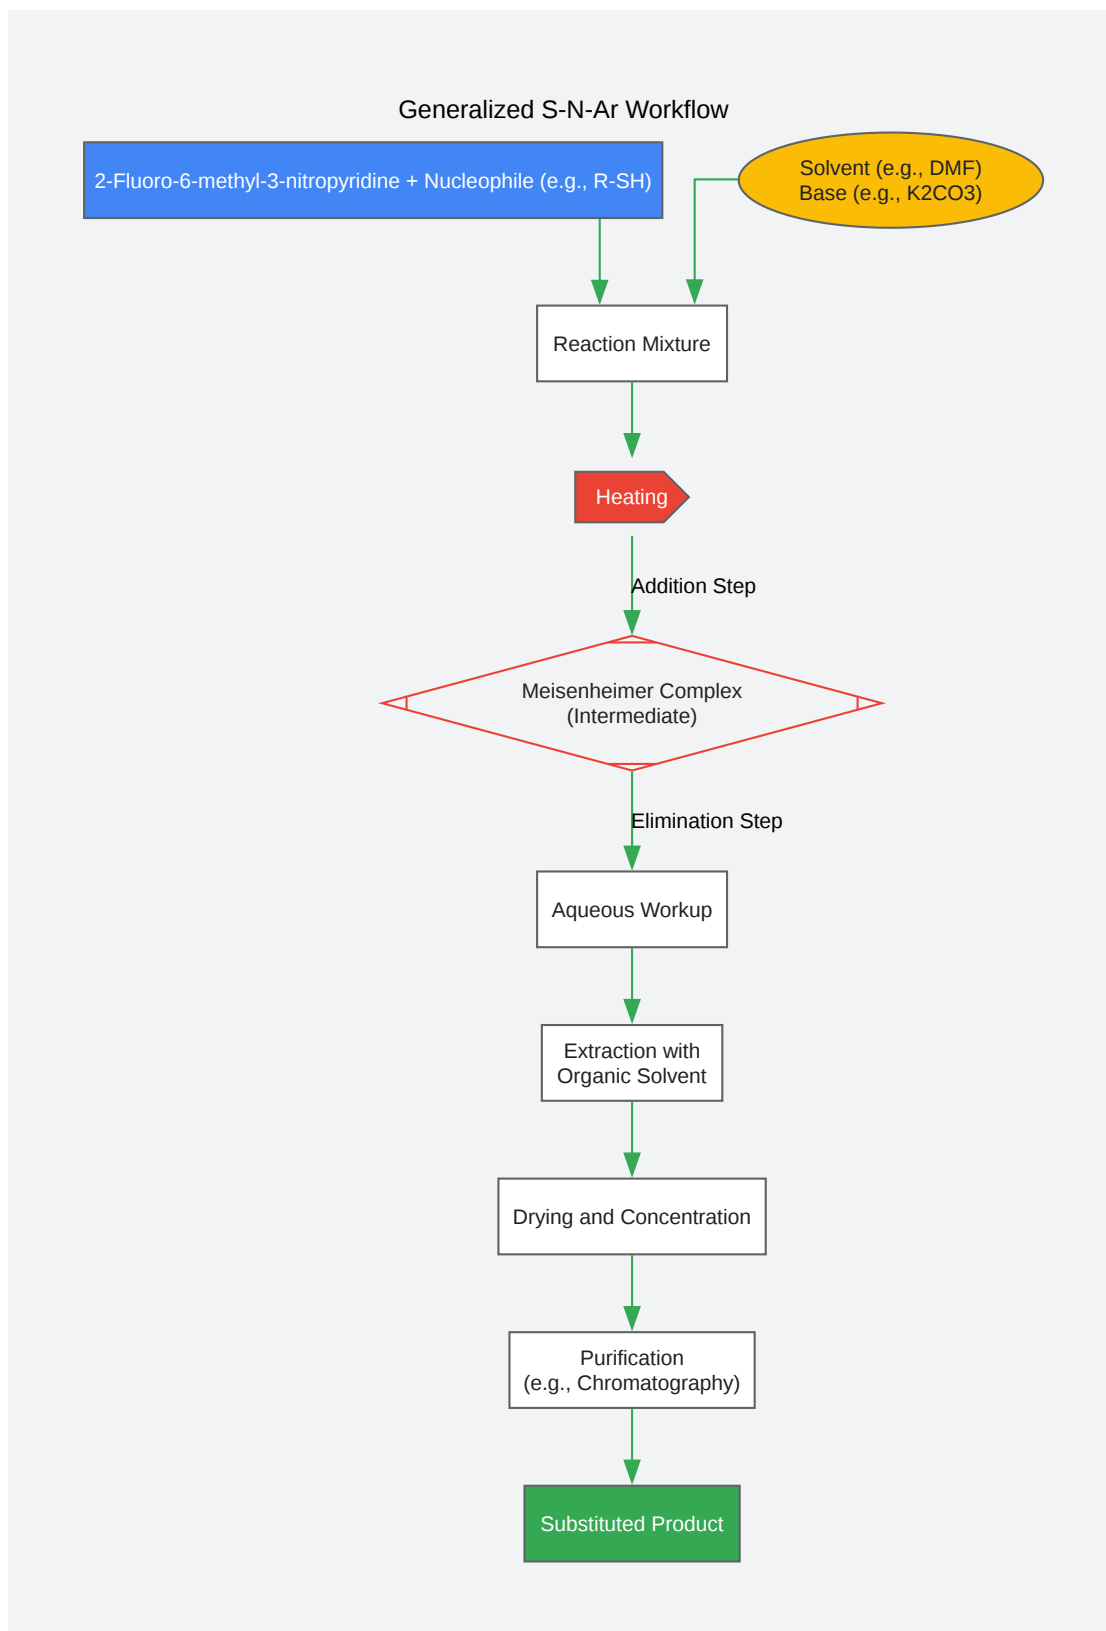 Generalized S-N-Ar Workflow
2-Fluoro-6-methyl-3-nitropyridine + Nucleophile (e.g., R-SH)
Solvent (e.g., DMF)
Base (e.g., K2CO3)
Reaction Mixture
Heating
Addition Step
Meisenheimer Complex
(Intermediate)
Elimination Step
Aqueous Workup
Extraction with
Organic Solvent
Drying and Concentration
Purification
(e.g., Chromatography)
Substituted Product